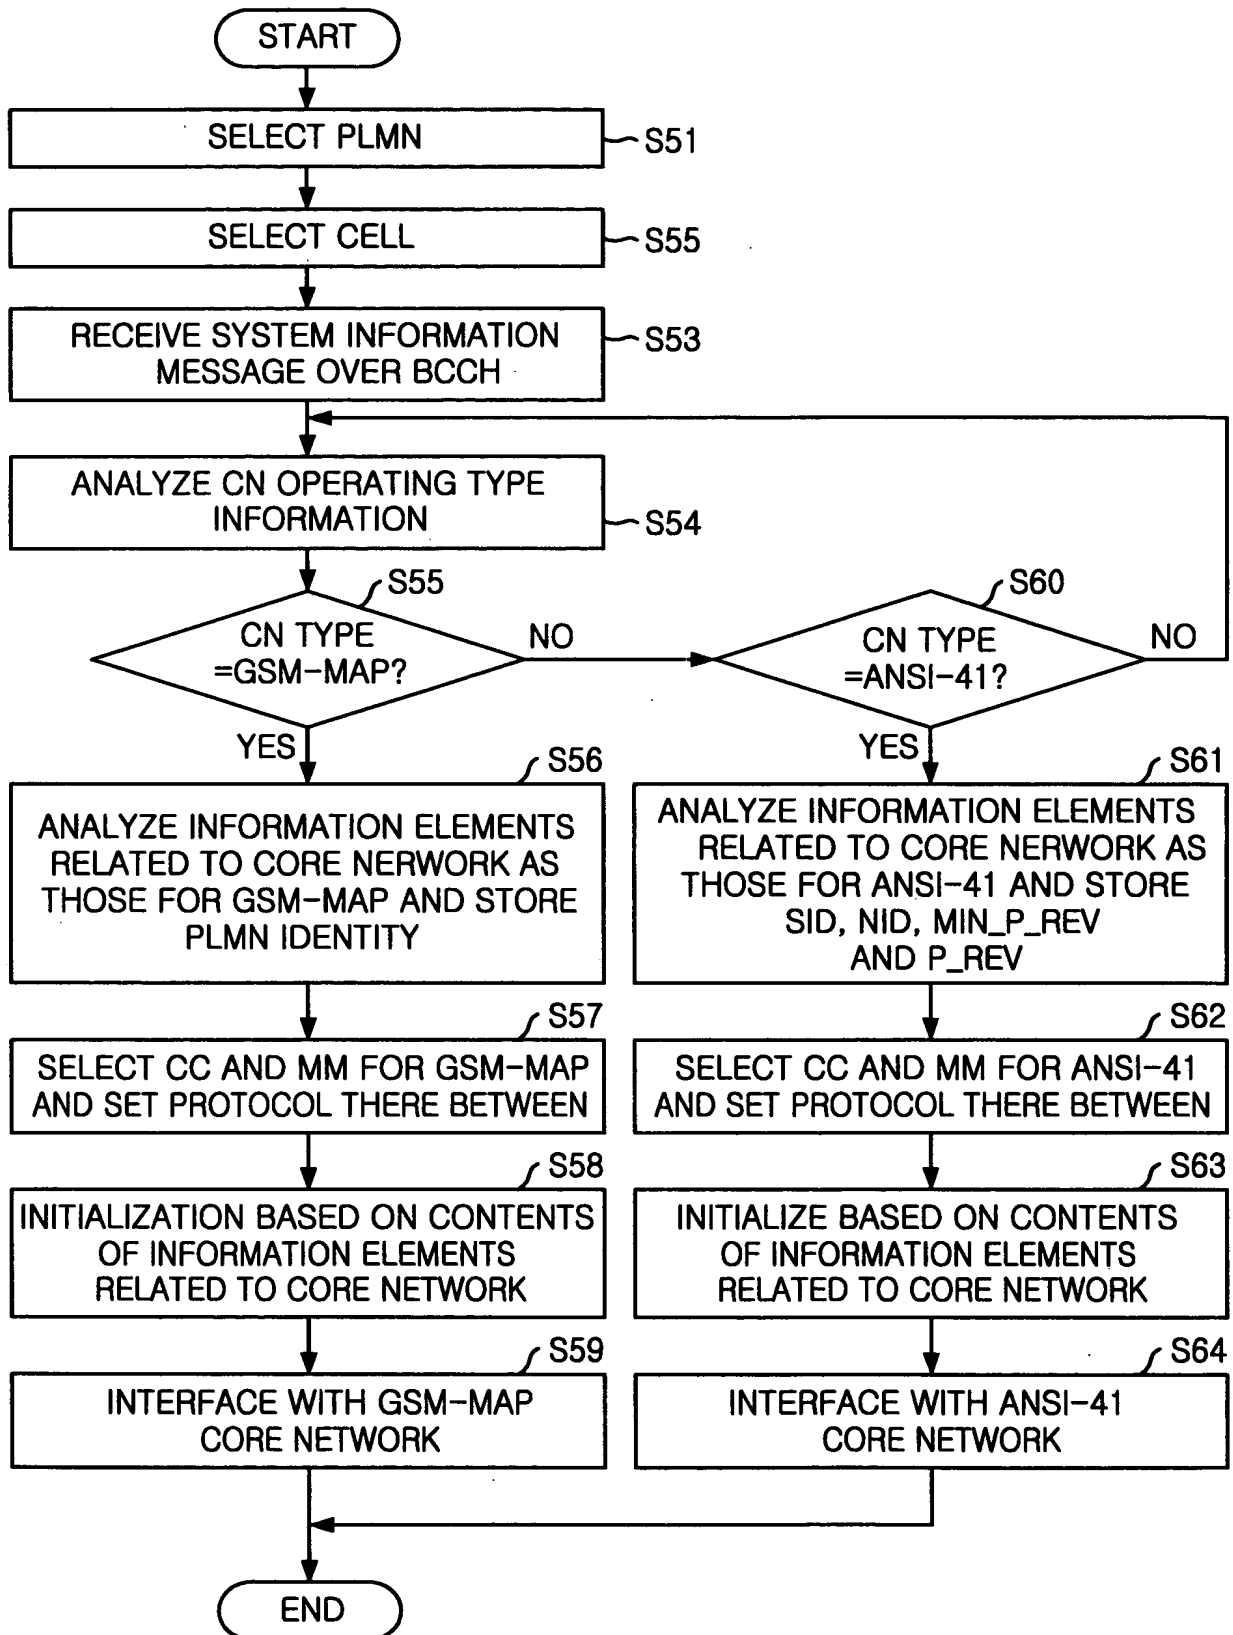 START
SELECT PLMN
S51
SELECT CELL
S55
RECEIVE SYSTEM INFORMATION
MESSAGE OVER BCCH
S53
ANALYZE CN OPERATING TYPE
INFORMATION
S54
S55
CN TYPE
=GSM-MAP?
NO
YES
S60
CN TYPE
=ANSI-41?
NO
YES
S56
ANALYZE INFORMATION ELEMENTS
RELATED TO CORE NERWORK AS
THOSE FOR GSM-MAP AND STORE
PLMN IDENTITY
S61
ANALYZE INFORMATION ELEMENTS
RELATED TO CORE NERWORK AS
THOSE FOR ANSI-41 AND STORE
SID, NID, MIN_P_REV
AND P_REV
S57
SELECT CC AND MM FOR GSM-MAP
AND SET PROTOCOL THERE BETWEEN
S62
SELECT CC AND MM FOR ANSI-41
AND SET PROTOCOL THERE BETWEEN
S58
INITIALIZATION BASED ON CONTENTS
OF INFORMATION ELEMENTS
RELATED TO CORE NETWORK
S63
INITIALIZE BASED ON CONTENTS
OF INFORMATION ELEMENTS
RELATED TO CORE NETWORK
S59
INTERFACE WITH GSM-MAP
CORE NETWORK
S64
INTERFACE WITH ANSI-41
CORE NETWORK
END